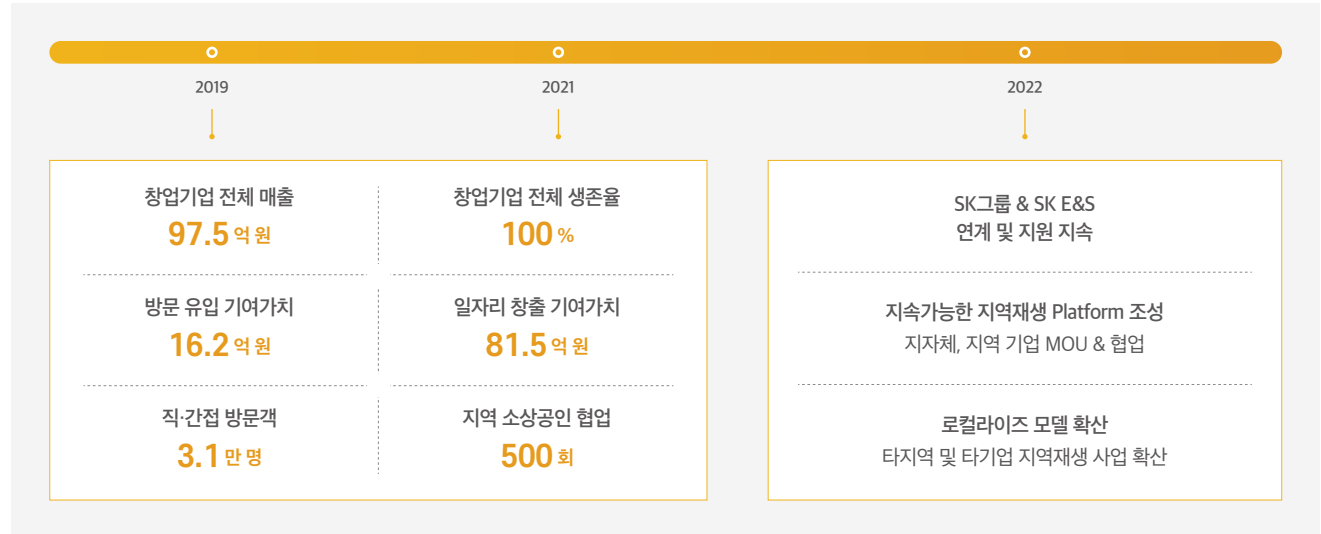 2019
2021
2022
창업기업 전체 매출
97.5 억 원
창업기업 전체 생존율
100 %
방문 유입 기여가치
16.2 억 원
일자리 창출 기여가치
81.5 억 원
직·간접 방문객
3.1 만 명
지역 소상공인 협업
500 회
SK그룹 & SK E&S
연계 및 지원 지속
지속가능한 지역재생 Platform 조성
지자체, 지역 기업 MOU & 협업
로컬라이즈 모델 확산
타지역 및 타기업 지역재생 사업 확산